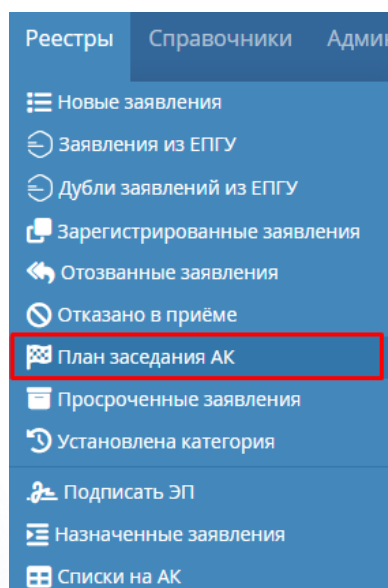 Реестры Справочники
Новые заявления
Заявления из ЕПГУ
Дубли заявлений из ЕПГУ
Зарегистрированные заявления
Отозванные заявления
Отказано в приёме
План заседания АК
Просроченные заявления
Установлена категория
Подписать ЭП
Назначенные заявления
Списки на АК